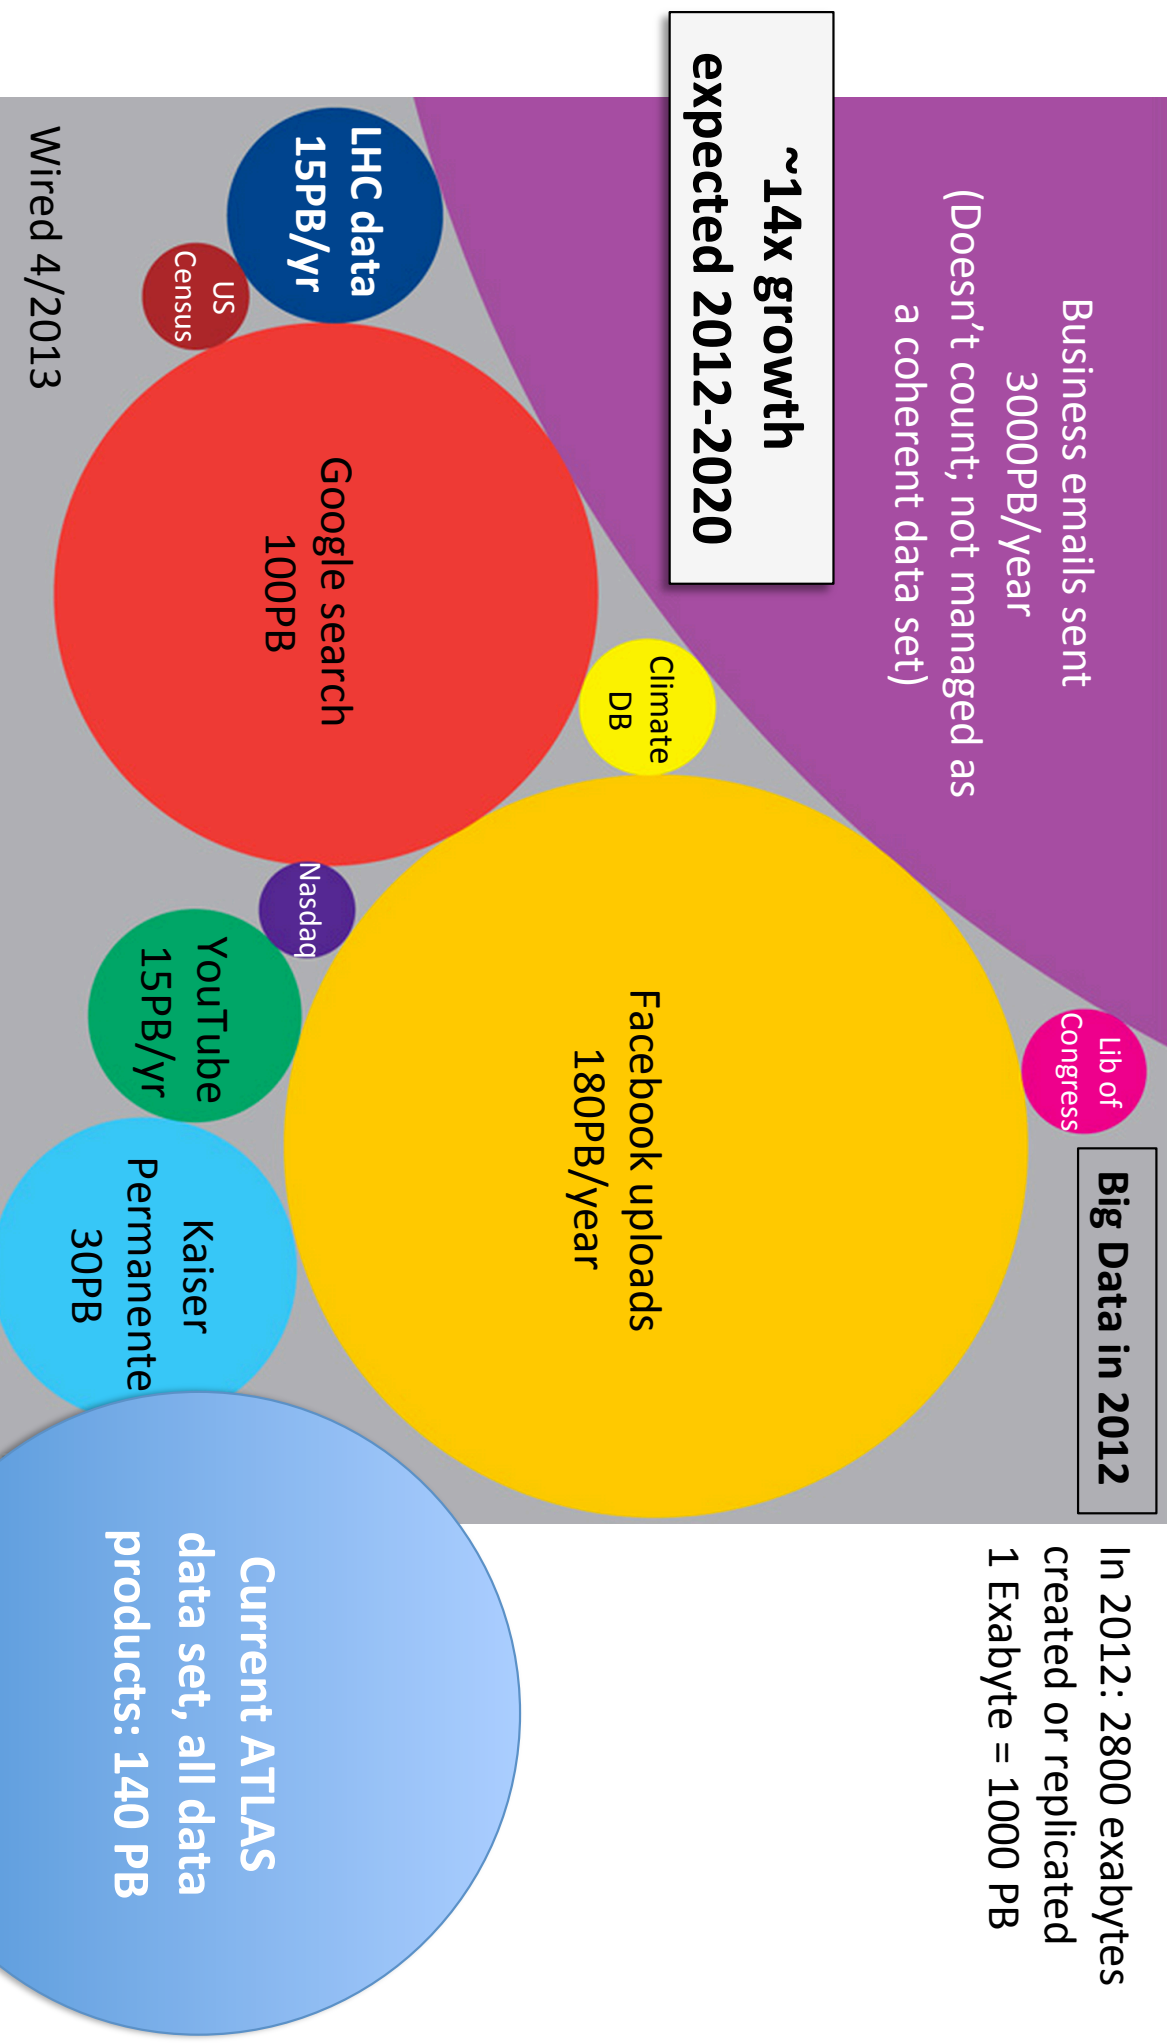 Business emails sent
3000PB/year
(Doesn’t count; not managed as
a coherent data set)
~14x growth
expected 2012-2020
Lib of
Congress
Big Data in 2012
In 2012: 2800 exabytes
created or replicated
1 Exabyte = 1000 PB
Climate
DB
Facebook uploads
180PB/year
LHC data
15PB/yr
US
Census
Google search
100PB
Nasdaq
YouTube
15PB/yr
Kaiser
Permanente
30PB
Current ATLAS
data set, all data
products: 140 PB
Wired 4/2013